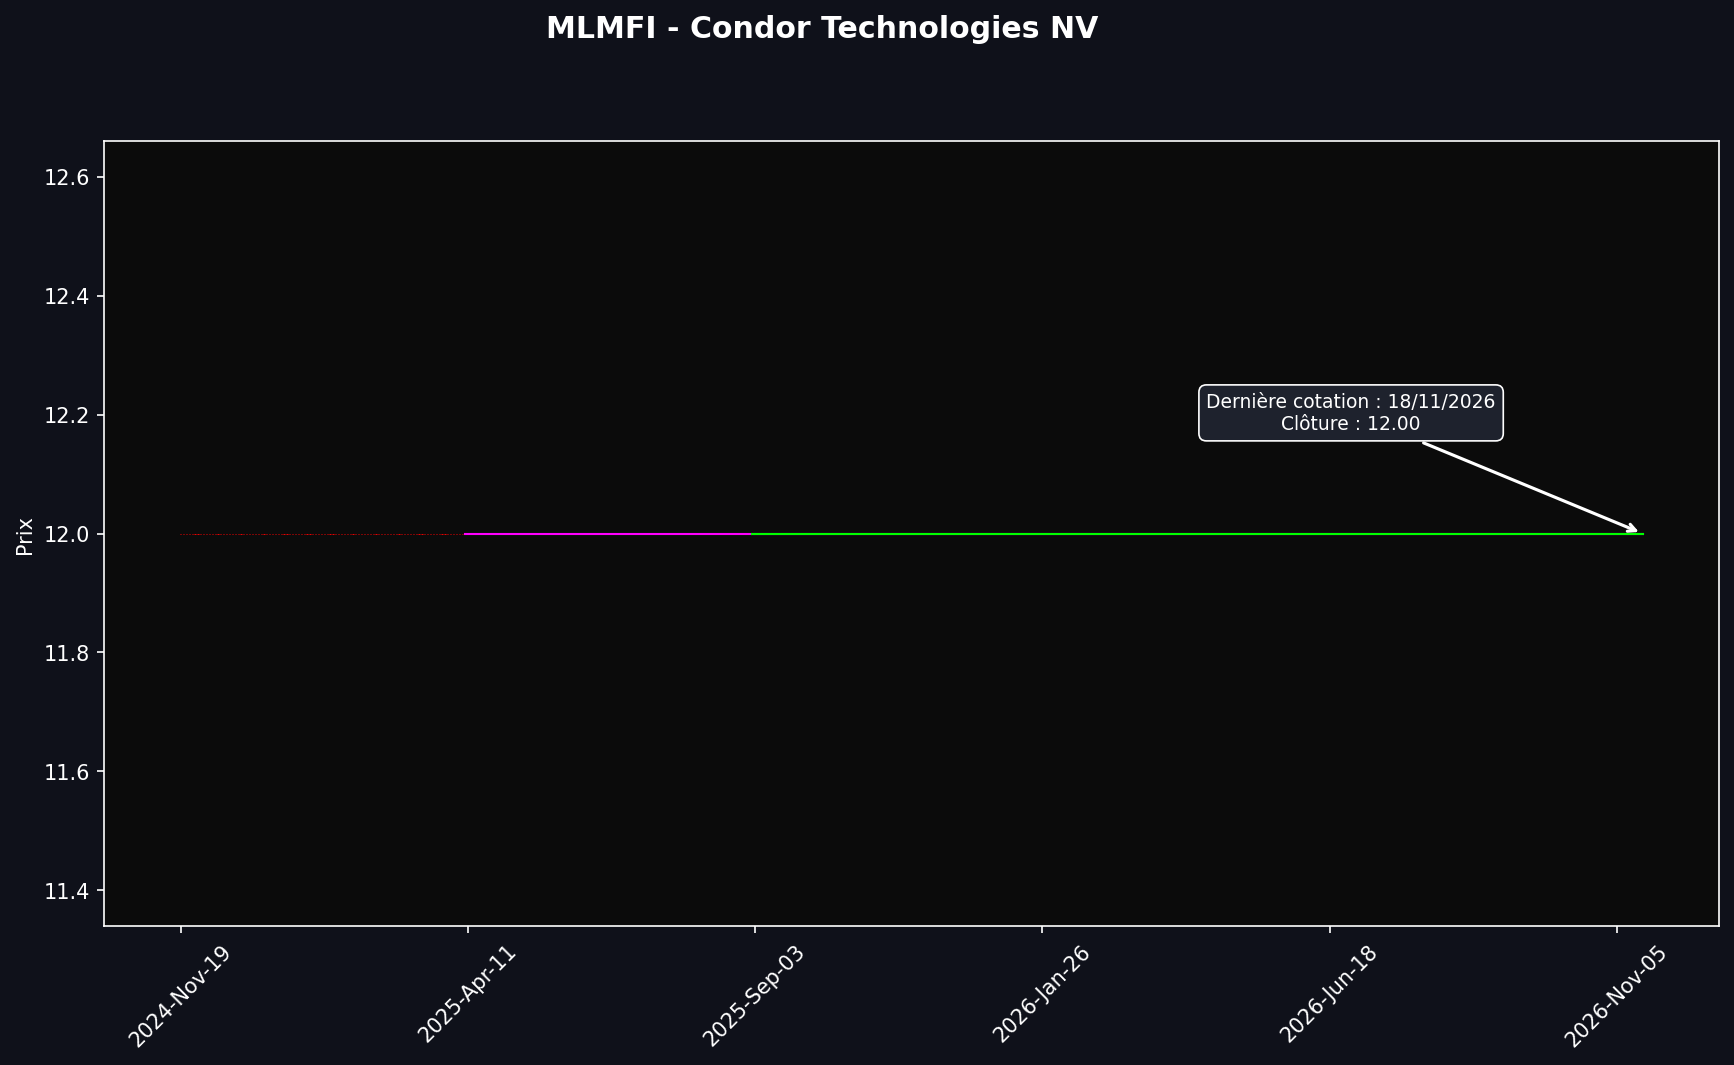 MLMFI - Condor Technologies NV
12.6
12.4
12.2
12.0
11.8
11.6
11.4
Prix
Dernière cotation : 18/11/2026
Clôture : 12.00
2024-Nov-19
2025-Apr-11
2025-Sep-03
2026-Jan-26
2026-Jun-18
2026-Nov-05